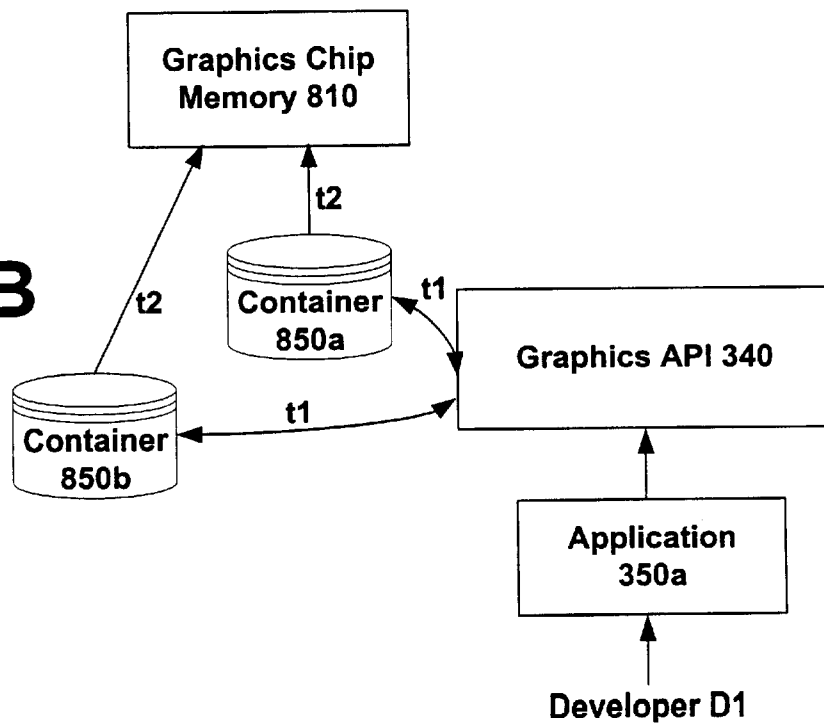 Graphics Chip
Memory 810
t2
B
t2
Container
850a
t1
Graphics API 340
t1
Container
850b
Application
350a
Developer D1